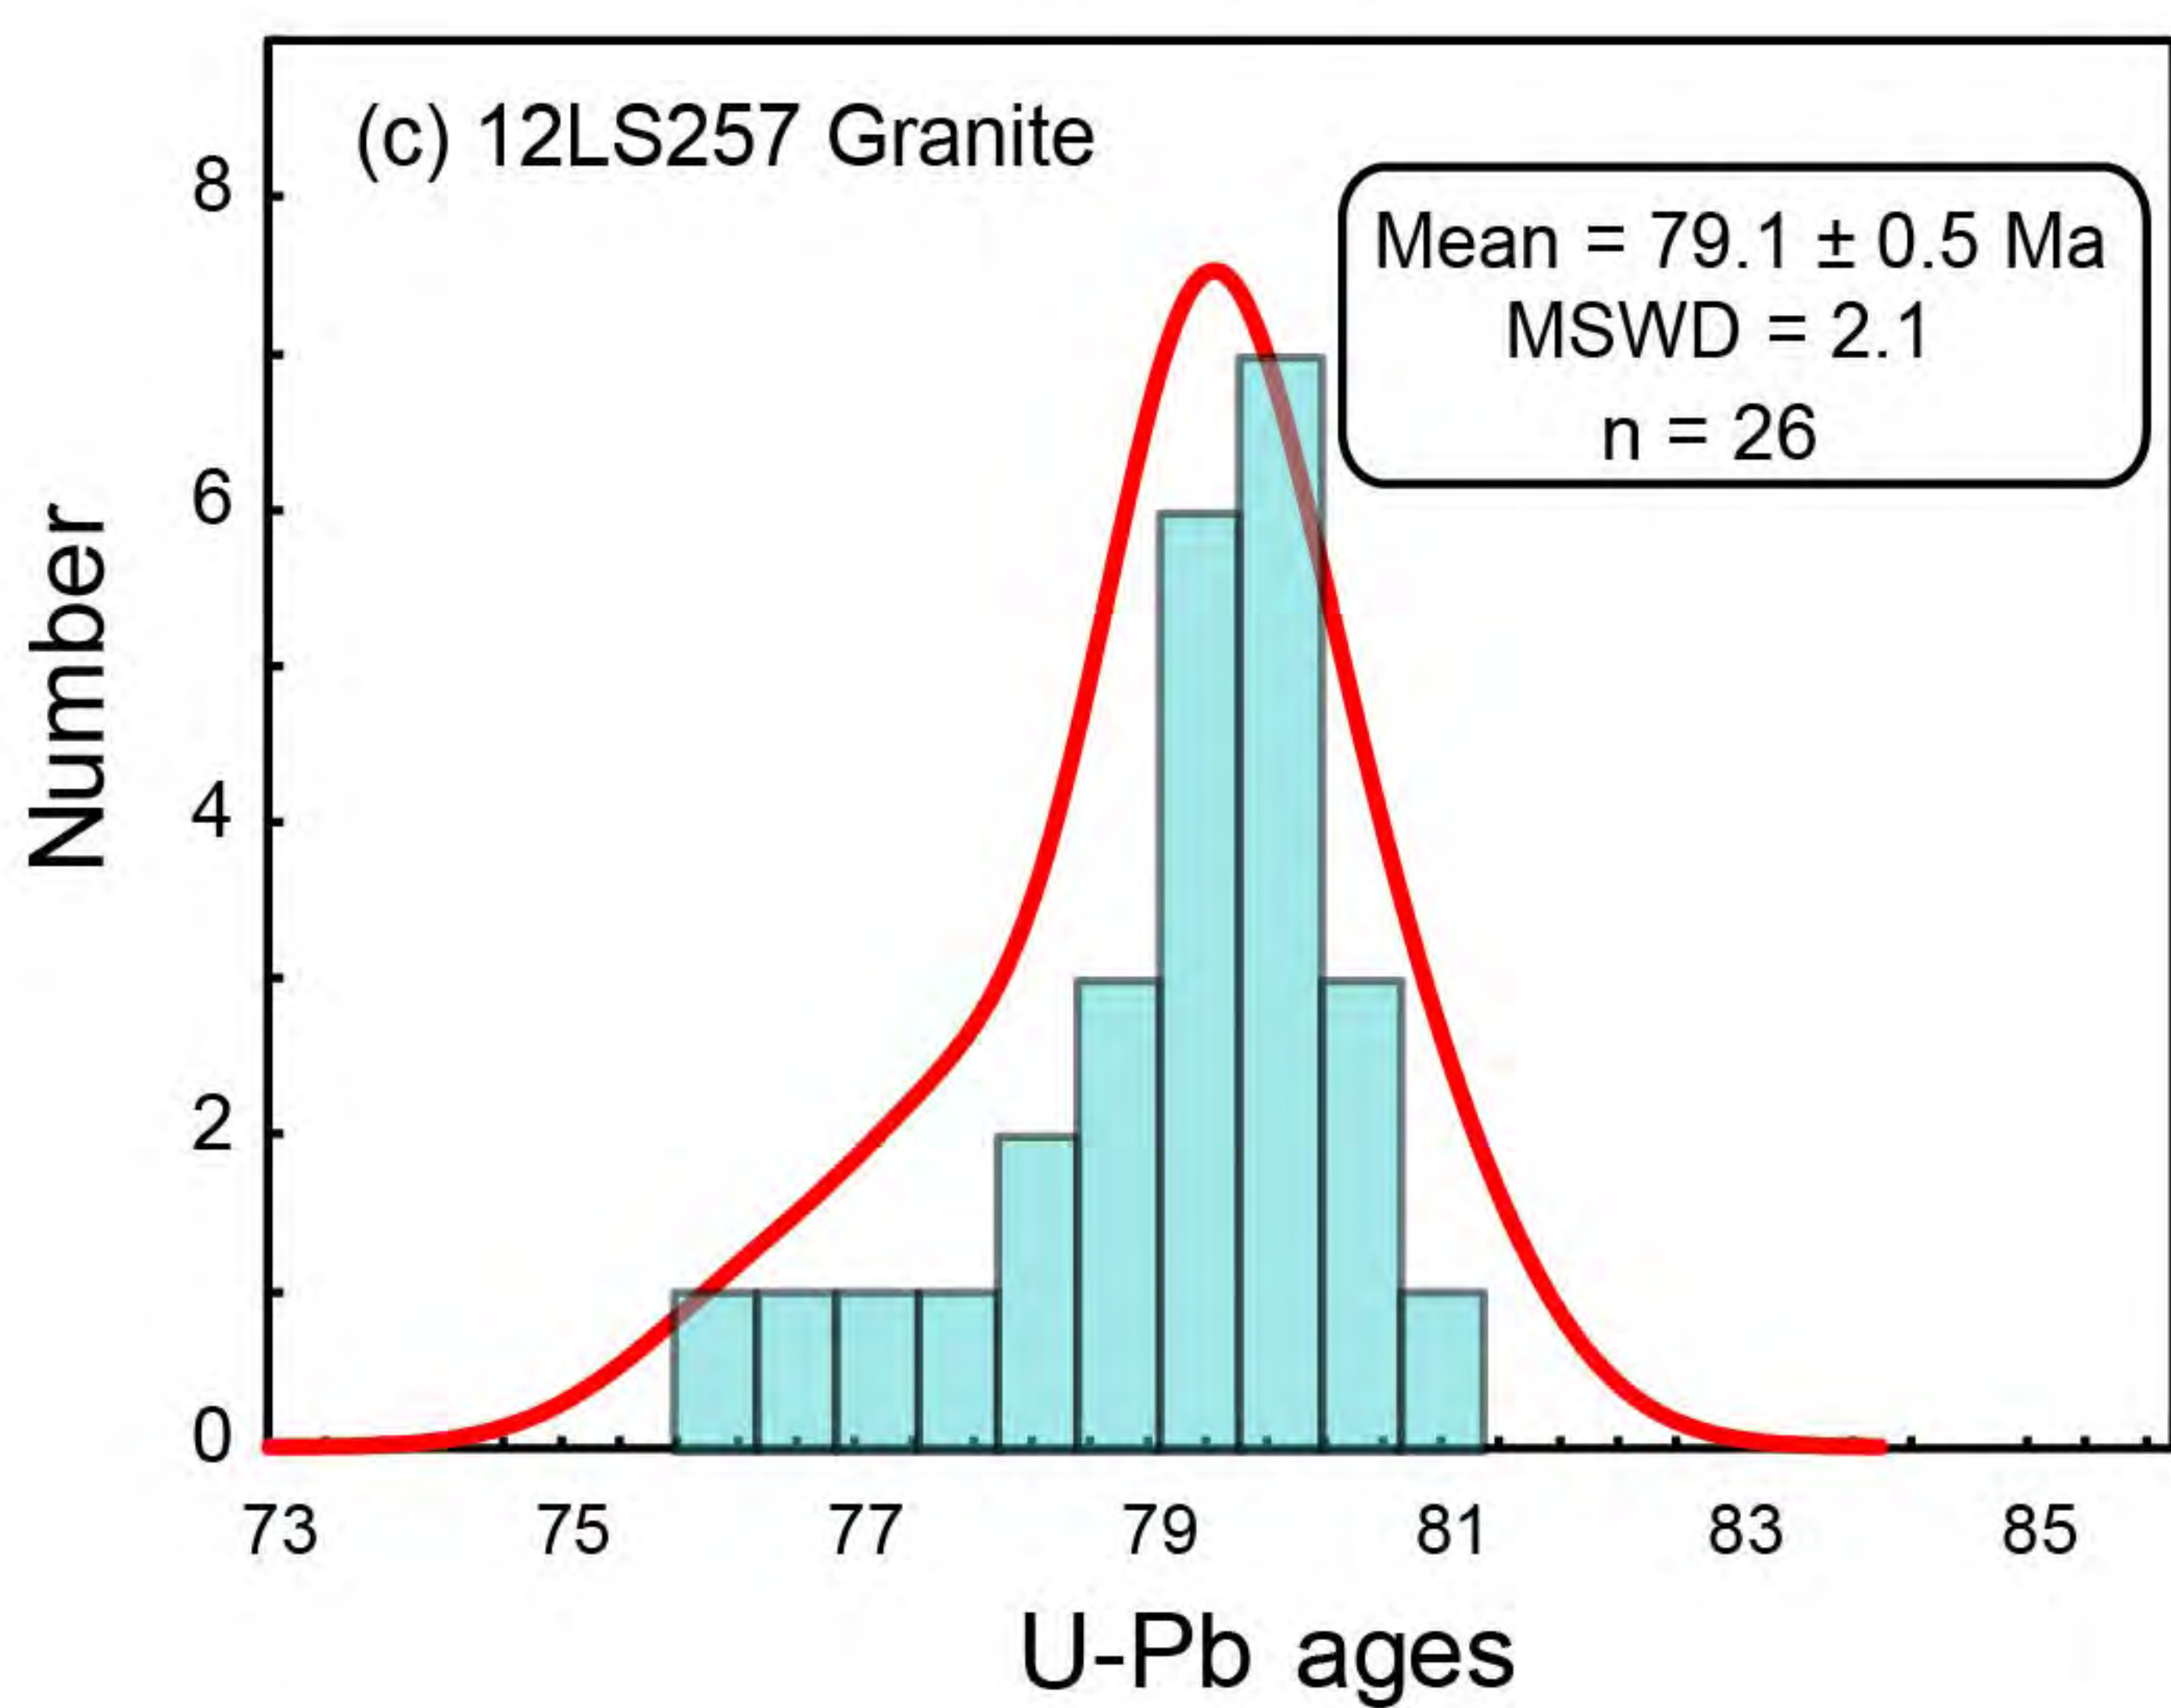 (c) 12LS257 Granite
Mean = 79.1 ± 0.5 Ma
MSWD = 2.1
n = 26
Number
8
6
4
2
0
73 75 77 79 81 83 85
U-Pb ages